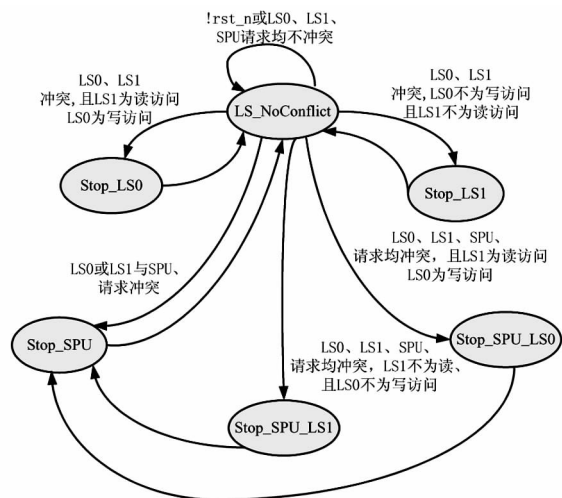 !rst_n或LS0、LS1、
SPU请求均不冲突
LS0、LS1
冲突,且LS1为读访问
LS0为写访问
LS_NoConflict
LS0、LS1
冲突,LS0不为写访问
且LS1不为读访问
Stop_LS0
Stop_LS1
LS0、LS1、SPU、
请求均冲突，且LS1为读访问
LS0为写访问
LS0或LS1与SPU、
请求冲突
Stop_SPU
Stop_SPU_LS0
LS0、LS1、SPU、
请求均冲突，LS1不为读、
且LS0不为写访问
Stop_SPU_LS1